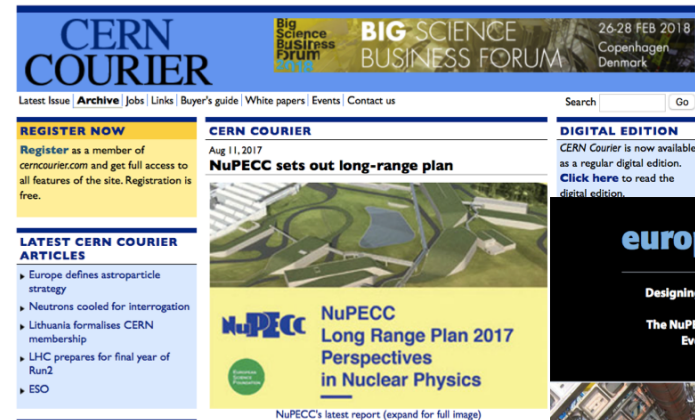 CERN
COURIER
Big
Science
Business
Forum
2018
BIG SCIENCE
BUSINESS FORUM
26-28 FEB 2018
Copenhagen
Denmark
Latest Issue | Archive | Jobs | Links | Buyer's guide | White papers | Events | Contact us
Search
Go
REGISTER NOW
Register as a member of
cerncourier.com and get full access to
all features of the site. Registration is
free.
LATEST CERN COURIER
ARTICLES
Europe defines astroparticle
strategy
Neutrons cooled for interrogation
Lithuania formalises CERN
membership
LHC prepares for final year of
Run2
ESO
CERN COURIER
Aug 11, 2017
NuPECC sets out long-range plan
NuPECC
EUROPEAN
SCIENCE
FOUNDATION
NuPECC
Long Range Plan 2017
Perspectives
in Nuclear Physics
NuPECC's latest report (expand for full image)
DIGITAL EDITION
CERN Courier is now available
as a regular digital edition.
Click here to read the
digital edition.
europ
Designin
The NuPE
Ev